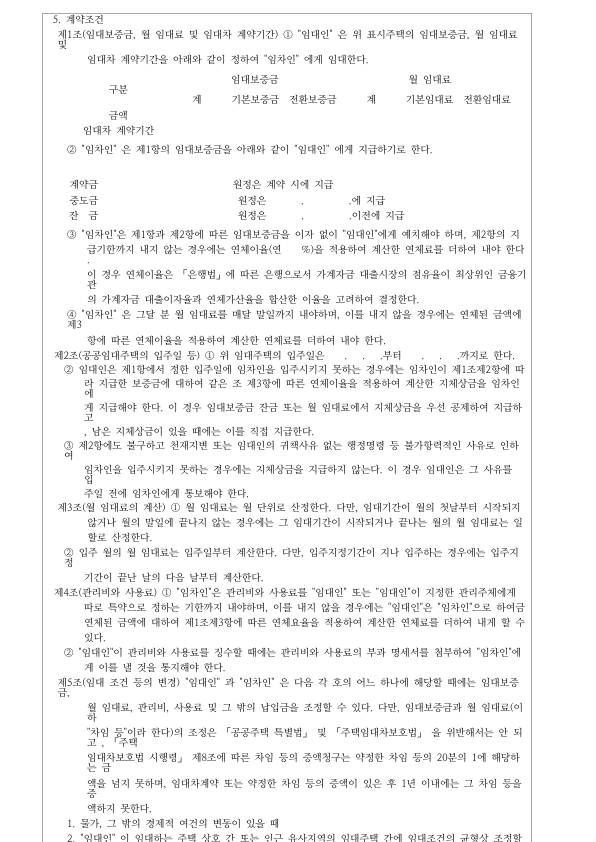 5. 계약조건
제1조(임대보증금, 월 임대료 및 임대차 계약기간) ① "임대인" 은 위 표시주택의 임대보증금, 월 임대료
및
임대차 계약기간을 아래와 같이 정하여 "임차인" 에게 임대한다.
임대보증금 월 임대료
구분
계 기본보증금 전환보증금 계 기본임대료 전환임대료
금액
임대차 계약기간
② "임차인" 은 제1항의 임대보증금을 아래와 같이 "임대인" 에게 지급하기로 한다.
계약금 원정은 계약 시에 지급
중도금 원정은 . .에 지급
잔 금 원정은 . .이전에 지급
③ "임차인"은 제1항과 제2항에 따른 임대보증금을 이자 없이 "임대인"에게 예치해야 하며, 제2항의 지
급기한까지 내지 않는 경우에는 연체이율(연 %)을 적용하여 계산한 연체료를 더하여 내야 한다
.
이 경우 연체이율은 「은행법」에 따른 은행으로서 가계자금 대출시장의 점유율이 최상위인 금융기
관
의 가계자금 대출이자율과 연체가산율을 합산한 이율을 고려하여 결정한다.
④ "임차인" 은 그달 분 월 임대료를 매달 말일까지 내야하며, 이를 내지 않을 경우에는 연체된 금액에
제3
항에 따른 연체이율을 적용하여 계산한 연체료를 더하여 내야 한다.
제2조(공공임대주택의 입주일 등) ① 위 임대주택의 입주일은 . . .부터 . . .까지로 한다.
② 임대인은 제1항에서 정한 입주일에 임차인을 입주시키지 못하는 경우에는 임차인이 제1조제2항에 따
라 지급한 보증금에 대하여 같은 조 제3항에 따른 연체이율을 적용하여 계산한 지체상금을 임차인
에
게 지급해야 한다. 이 경우 임대보증금 잔금 또는 월 임대료에서 지체상금을 우선 공제하여 지급하
고
, 남은 지체상금이 있을 때에는 이를 직접 지급한다.
③ 제2항에도 불구하고 천재지변 또는 임대인의 귀책사유 없는 행정명령 등 불가항력적인 사유로 인하
여
임차인을 입주시키지 못하는 경우에는 지체상금을 지급하지 않는다. 이 경우 임대인은 그 사유를
입
주일 전에 임차인에게 통보해야 한다.
제3조(월 임대료의 계산) ① 월 임대료는 월 단위로 산정한다. 다만, 임대기간이 월의 첫날부터 시작되지
않거나 월의 말일에 끝나지 않는 경우에는 그 임대기간이 시작되거나 끝나는 월의 월 임대료는 일
할로 산정한다.
② 입주 월의 월 임대료는 입주일부터 계산한다. 다만, 입주지정기간이 지나 입주하는 경우에는 입주지
정
기간이 끝난 날의 다음 날부터 계산한다.
제4조(관리비와 사용료) ① "임차인"은 관리비와 사용료를 "임대인" 또는 "임대인"이 지정한 관리주체에게
따로 특약으로 정하는 기한까지 내야하며, 이를 내지 않을 경우에는 "임대인"은 "임차인"으로 하여금
연체된 금액에 대하여 제1조제3항에 따른 연체요율을 적용하여 계산한 연체료를 더하여 내게 할 수
있다.
② "임대인"이 관리비와 사용료를 징수할 때에는 관리비와 사용료의 부과 명세서를 첨부하여 "임차인"에
게 이를 낼 것을 통지해야 한다.
제5조(임대 조건 등의 변경) "임대인" 과 "임차인" 은 다음 각 호의 어느 하나에 해당할 때에는 임대보증
금,
월 임대료, 관리비, 사용료 및 그 밖의 납입금을 조정할 수 있다. 다만, 임대보증금과 월 임대료(이
하
"차임 등"이라 한다)의 조정은 「공공주택 특별법」 및 「주택임대차보호법」 을 위반해서는 안 되
고 , 「주택
임대차보호법 시행령」 제8조에 따른 차임 등의 증액청구는 약정한 차임 등의 20분의 1에 해당하
는 금
액을 넘지 못하며, 임대차계약 또는 약정한 차임 등의 증액이 있은 후 1년 이내에는 그 차임 등을
증
액하지 못한다.
1. 물가, 그 밖의 경제적 여건의 변동이 있을 때
2. "임대인" 이 임대하는 주택 상호 간 또는 인근 유사지역의 임대주택 간에 임대조건의 균형상 조정할